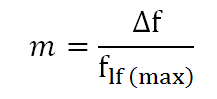 m = Δf / f_lf (max)